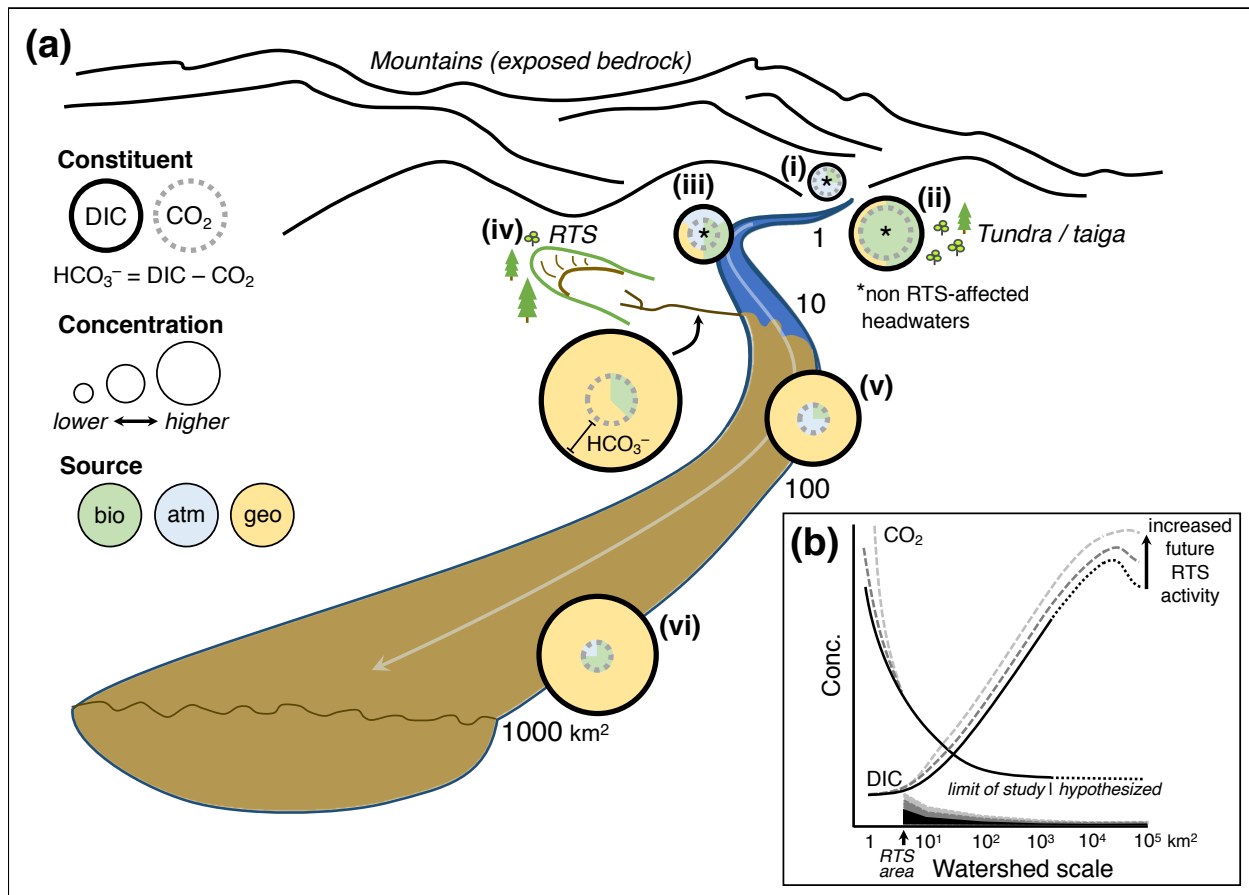 (a)
Mountains (exposed bedrock)
Constituent
DIC
CO₂
HCO₃⁻ = DIC – CO₂
Concentration
lower
higher
Source
bio
atm
geo
(i)
*
(ii)
*
Tundra / taiga
*non RTS-affected
headwaters
(iii)
*
(iv)
RTS
HCO₃⁻
1
10
(v)
100
(vi)
1000 km²
(b)
CO₂
increased
future
RTS
activity
Conc.
DIC
limit of study | hypothesized
1
10¹
10²
10³
10⁴
10⁵ km²
RTS
area
Watershed scale